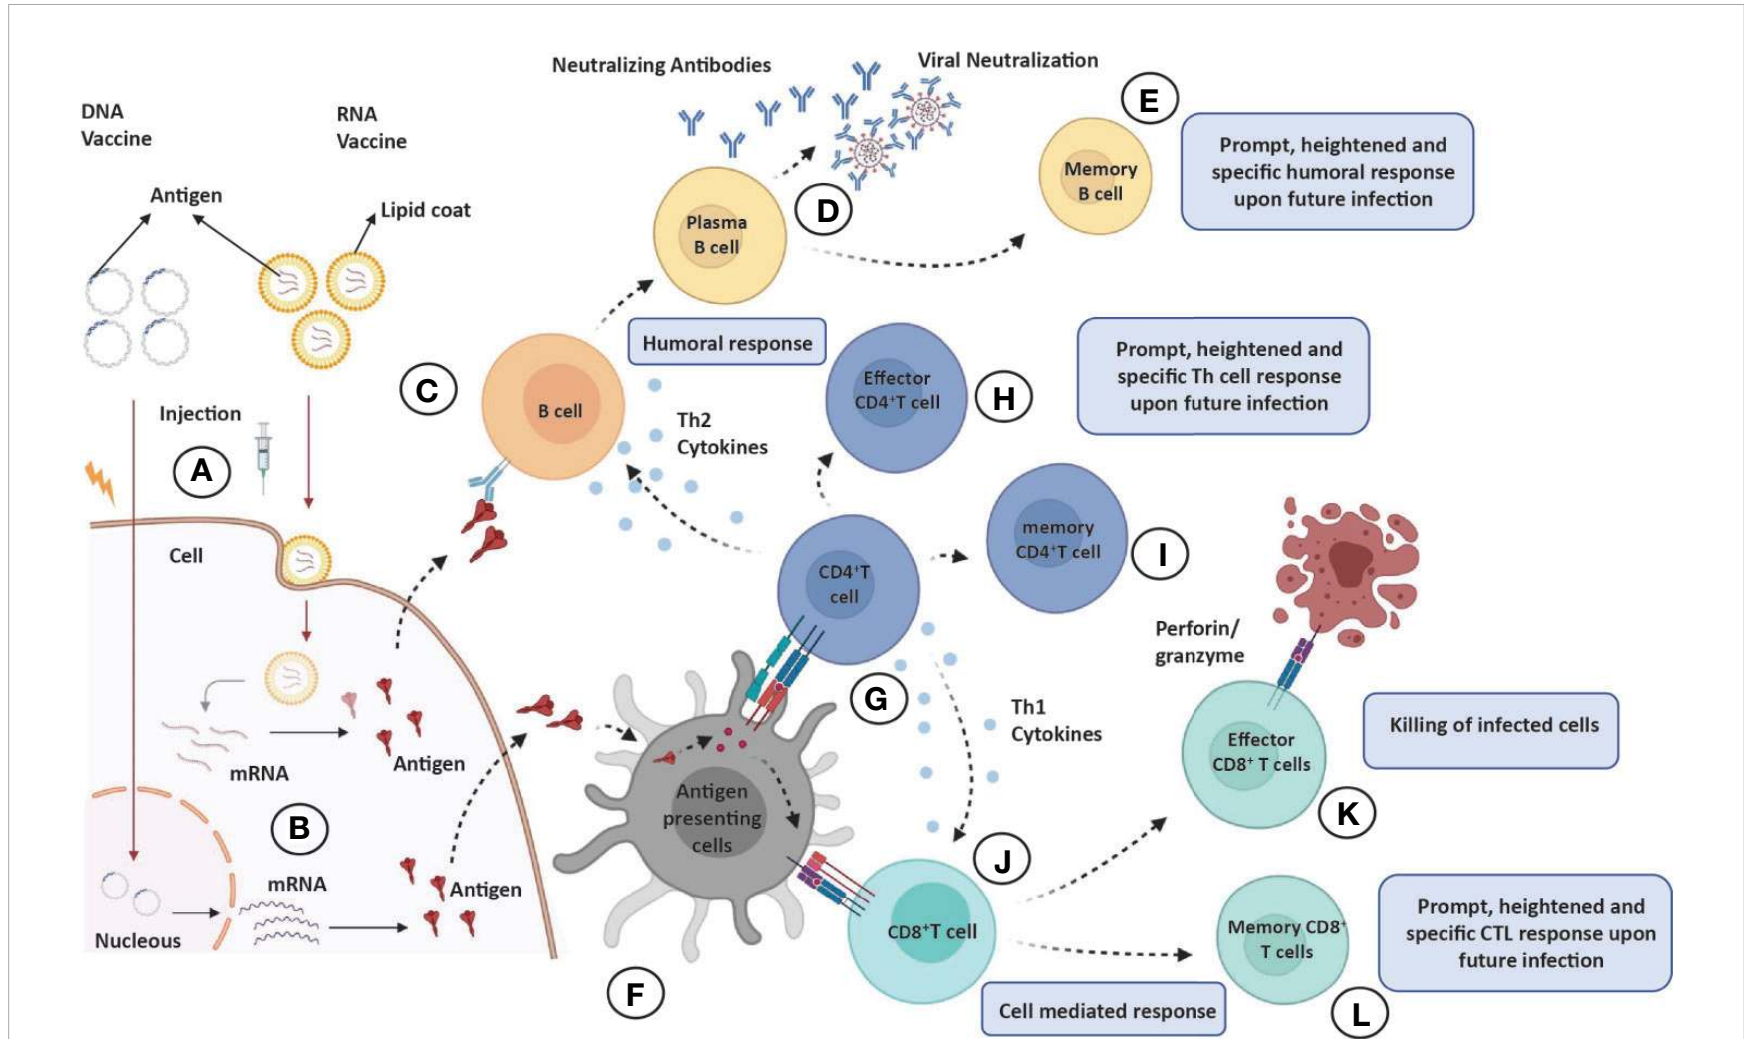 Neutralizing Antibodies
Viral Neutralization
E
DNA
Vaccine
RNA
Vaccine
Prompt, heightened and
specific humoral response
upon future infection
Memory
B cell
Antigen
Lipid coat
D
Plasma
B cell
Humoral response
C
B cell
Effector
CD4⁺T cell
H
Prompt, heightened and
specific Th cell response
upon future infection
Injection
A
Th2
Cytokines
Cell
CD4⁺T
cell
memory
CD4⁺T cell
I
Perforin/
granzyme
G
Th1
Cytokines
Killing of infected cells
Effector
CD8⁺ T cells
K
mRNA
Antigen
B
Antigen
presenting
cells
J
mRNA
Antigen
Nucleous
CD8⁺T cell
Memory CD8⁺
T cells
Prompt, heightened and
specific CTL response upon
future infection
F
Cell mediated response
L